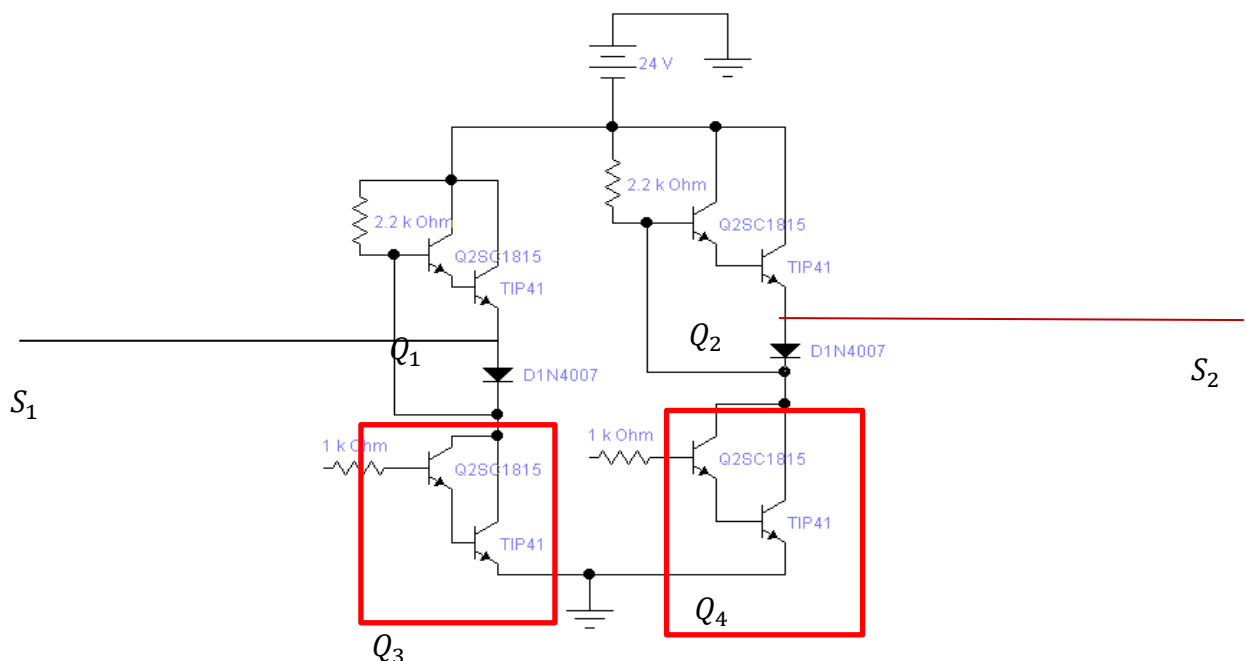 24 V
2.2 k Ohm
2.2 k Ohm
Q2SC1815
Q2SC1815
TIP41
TIP41
Q₁
Q₂
D1N4007
D1N4007
S₁
S₂
1 k Ohm
1 k Ohm
Q2SC1815
Q2SC1815
TIP41
TIP41
Q₄
Q₃